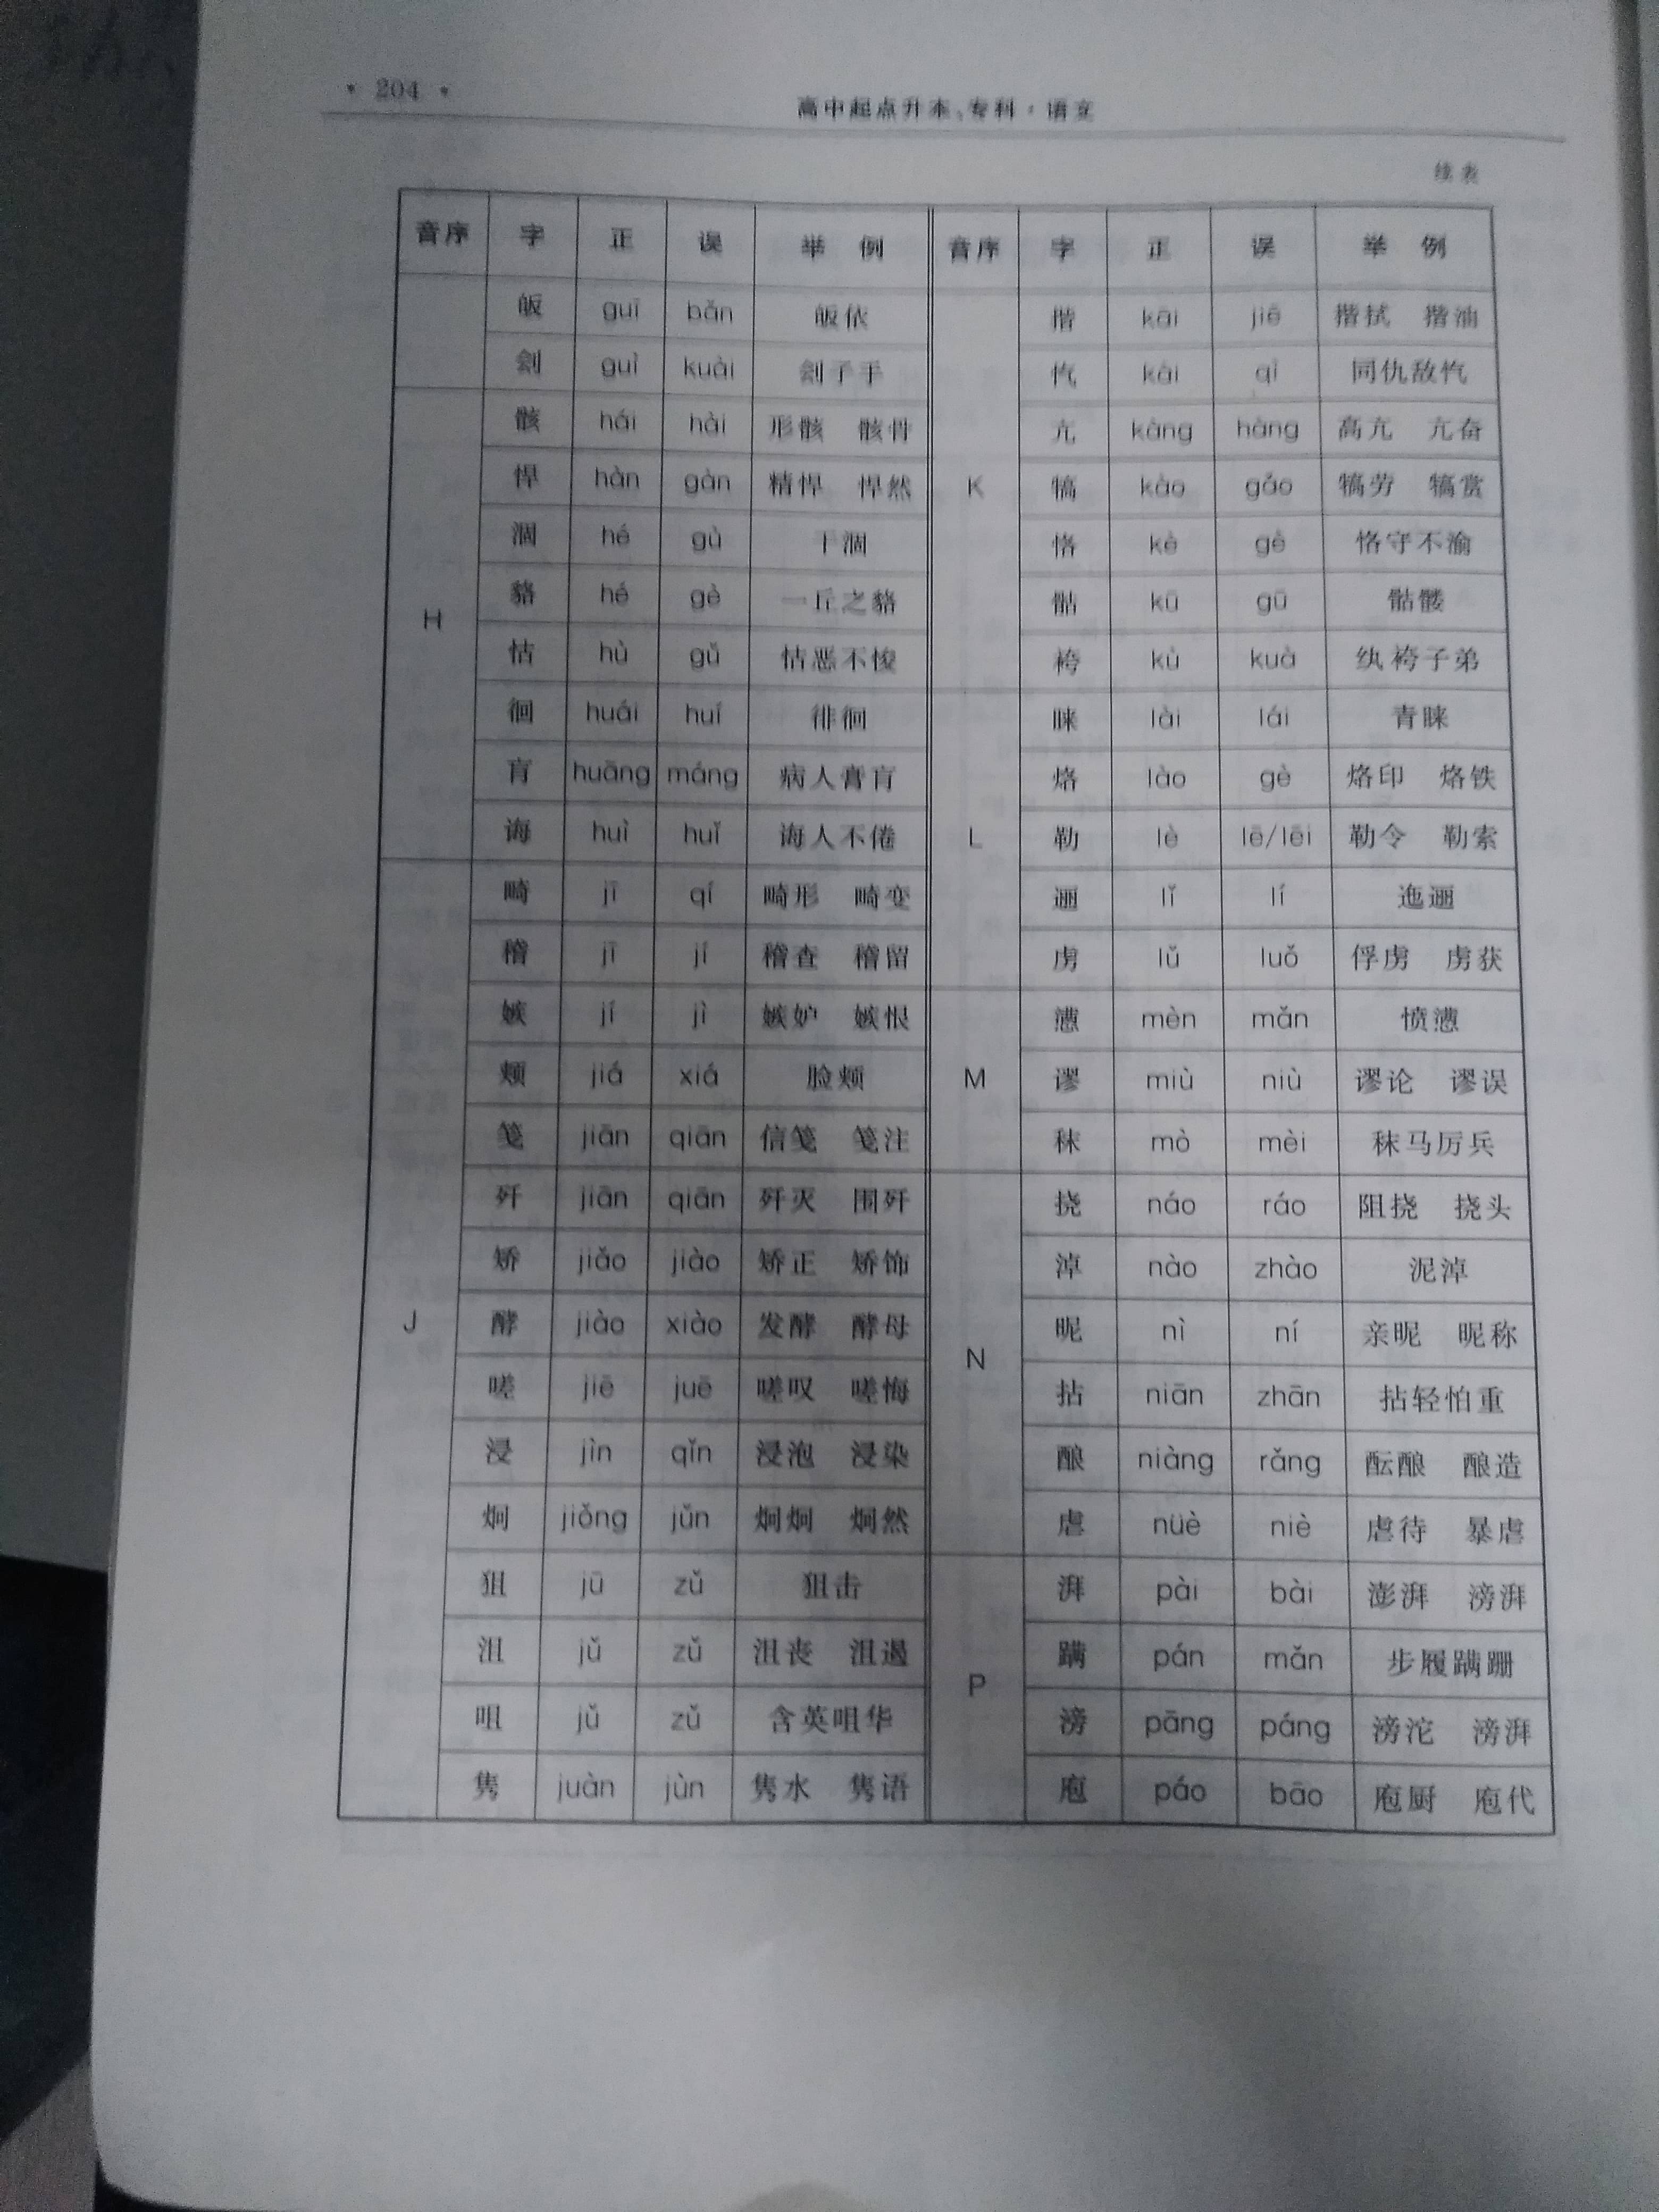 * 204 *
高中起点升本、专科·语文
续表
音序 字 正 误 举 例 音序 字 正 误 举 例
皈 guī bǎn 皈依 揩 kāi jiē 揩拭 揩油
刽 guì kuài 刽子手 忾 kài qì 同仇敌忾
骸 hái hài 形骸 骸骨 亢 kàng hàng 高亢 亢奋
悍 hàn gàn 精悍 悍然 K 犒 kào gǎo 犒劳 犒赏
涸 hé gù 干涸 恪 kè gè 恪守不渝
H 貉 hé gè 一丘之貉 骷 kū gū 骷髅
怙 hù gǔ 怙恶不悛 袴 kù kuà 纨袴子弟
徊 huái huí 徘徊 睐 lài lái 青睐
肓 huāng máng 病人膏肓 烙 lào gè 烙印 烙铁
诲 huì huǐ 诲人不倦 L 勒 lè lē/lēi 勒令 勒索
畸 jī qí 畸形 畸变 逦 lǐ lí 迤逦
稽 jī jí 稽查 稽留 虏 lǔ luǒ 俘虏 虏获
嫉 jí jì 嫉妒 嫉恨 懑 mèn mǎn 愤懑
颊 jiá xiá 脸颊 M 谬 miù niù 谬论 谬误
笺 jiān qiān 信笺 笺注 秣 mò mèi 秣马厉兵
歼 jiān qiān 歼灭 围歼 挠 náo ráo 阻挠 挠头
矫 jiǎo jiào 矫正 矫饰 淖 nào zhào 泥淖
J 酵 jiào xiào 发酵 酵母 N 昵 nì ní 亲昵 昵称
嗟 jiē juē 嗟叹 嗟悔 拈 niān zhān 拈轻怕重
浸 jìn qǐn 浸泡 浸染 酿 niàng rǎng 酝酿 酿造
炯 jiǒng jǔn 炯炯 炯然 虐 nüè niè 虐待 暴虐
狙 jū zǔ 狙击 湃 pài bài 澎湃 滂湃
沮 jǔ zǔ 沮丧 沮遏 P 蹒 pán mǎn 步履蹒跚
咀 jǔ zǔ 含英咀华 滂 pāng páng 滂沱 滂湃
隽 juàn jùn 隽水 隽语 庖 páo bāo 庖厨 庖代